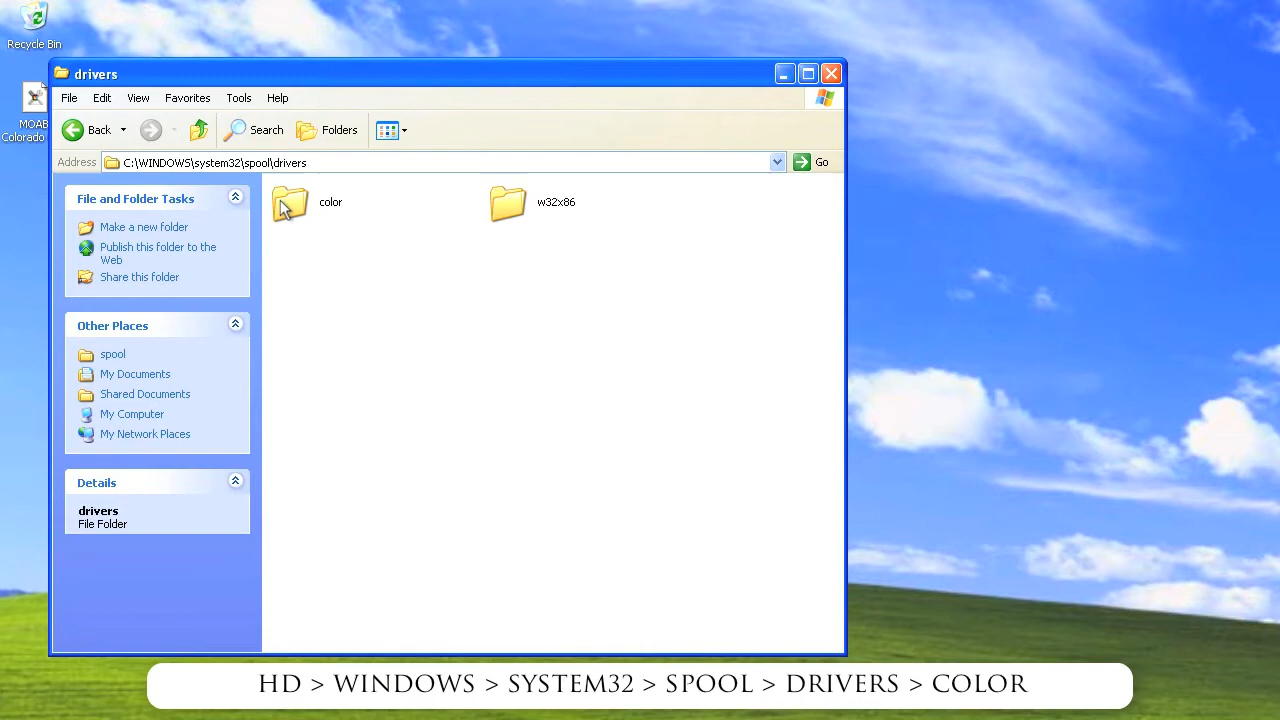 Recycle Bin
MOAB
Colorado
drivers
File Edit View Favorites Tools Help
Back Search Folders
Address C:\WINDOWS\system32\spool\drivers Go
File and Folder Tasks
Make a new folder
Publish this folder to the
Web
Share this folder
Other Places
spool
My Documents
Shared Documents
My Computer
My Network Places
Details
drivers
File Folder
color w32x86
HD > WINDOWS > SYSTEM32 > SPOOL > DRIVERS > COLOR